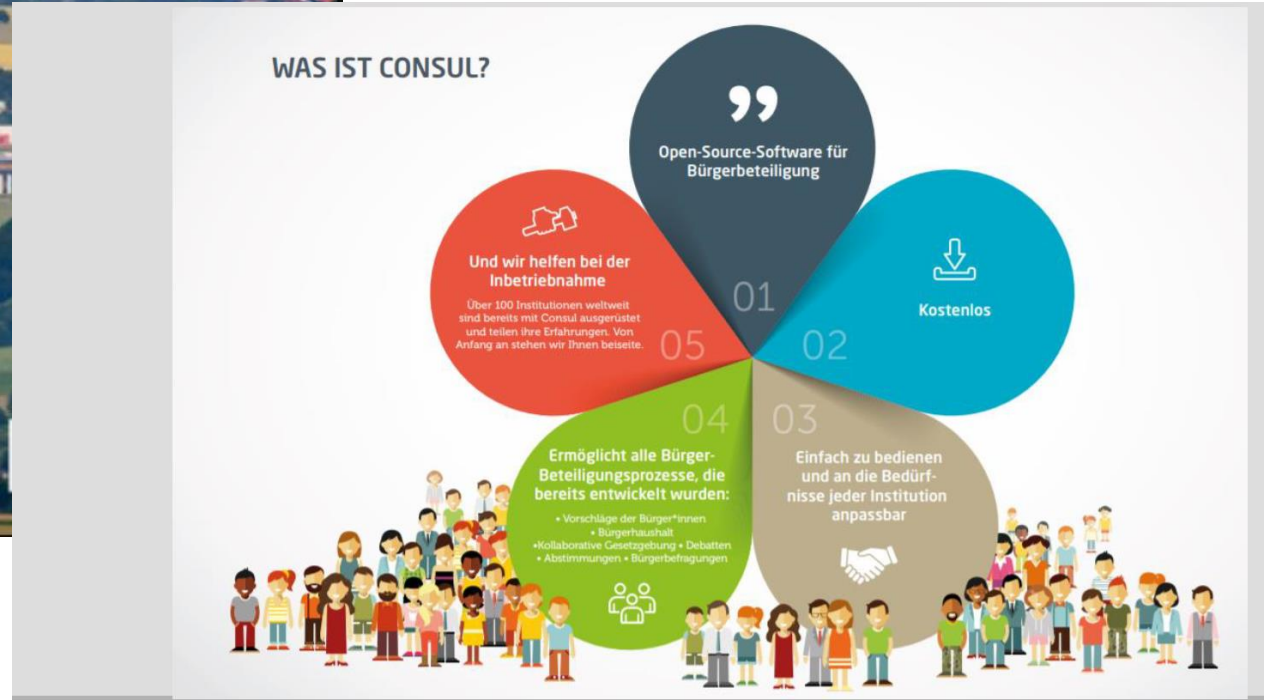 WAS IST CONSUL?
Open-Source-Software für
Bürgerbeteiligung
01
Kostenlos
02
03
Einfach zu bedienen
und an die Bedürf-
nisse jeder Institution
anpassbar
04
Ermöglicht alle Bürger-
Beteiligungsprozesse, die
bereits entwickelt wurden:
• Vorschläge der Bürger*innen
• Bürgerhaushalt
•Kollaborative Gesetzgebung • Debatten
• Abstimmungen • Bürgerbefragungen
Und wir helfen bei der
Inbetriebnahme
Über 100 Institutionen weltweit
sind bereits mit Consul ausgerüstet
und teilen ihre Erfahrungen. Von
Anfang an stehen wir Ihnen beiseite.
05